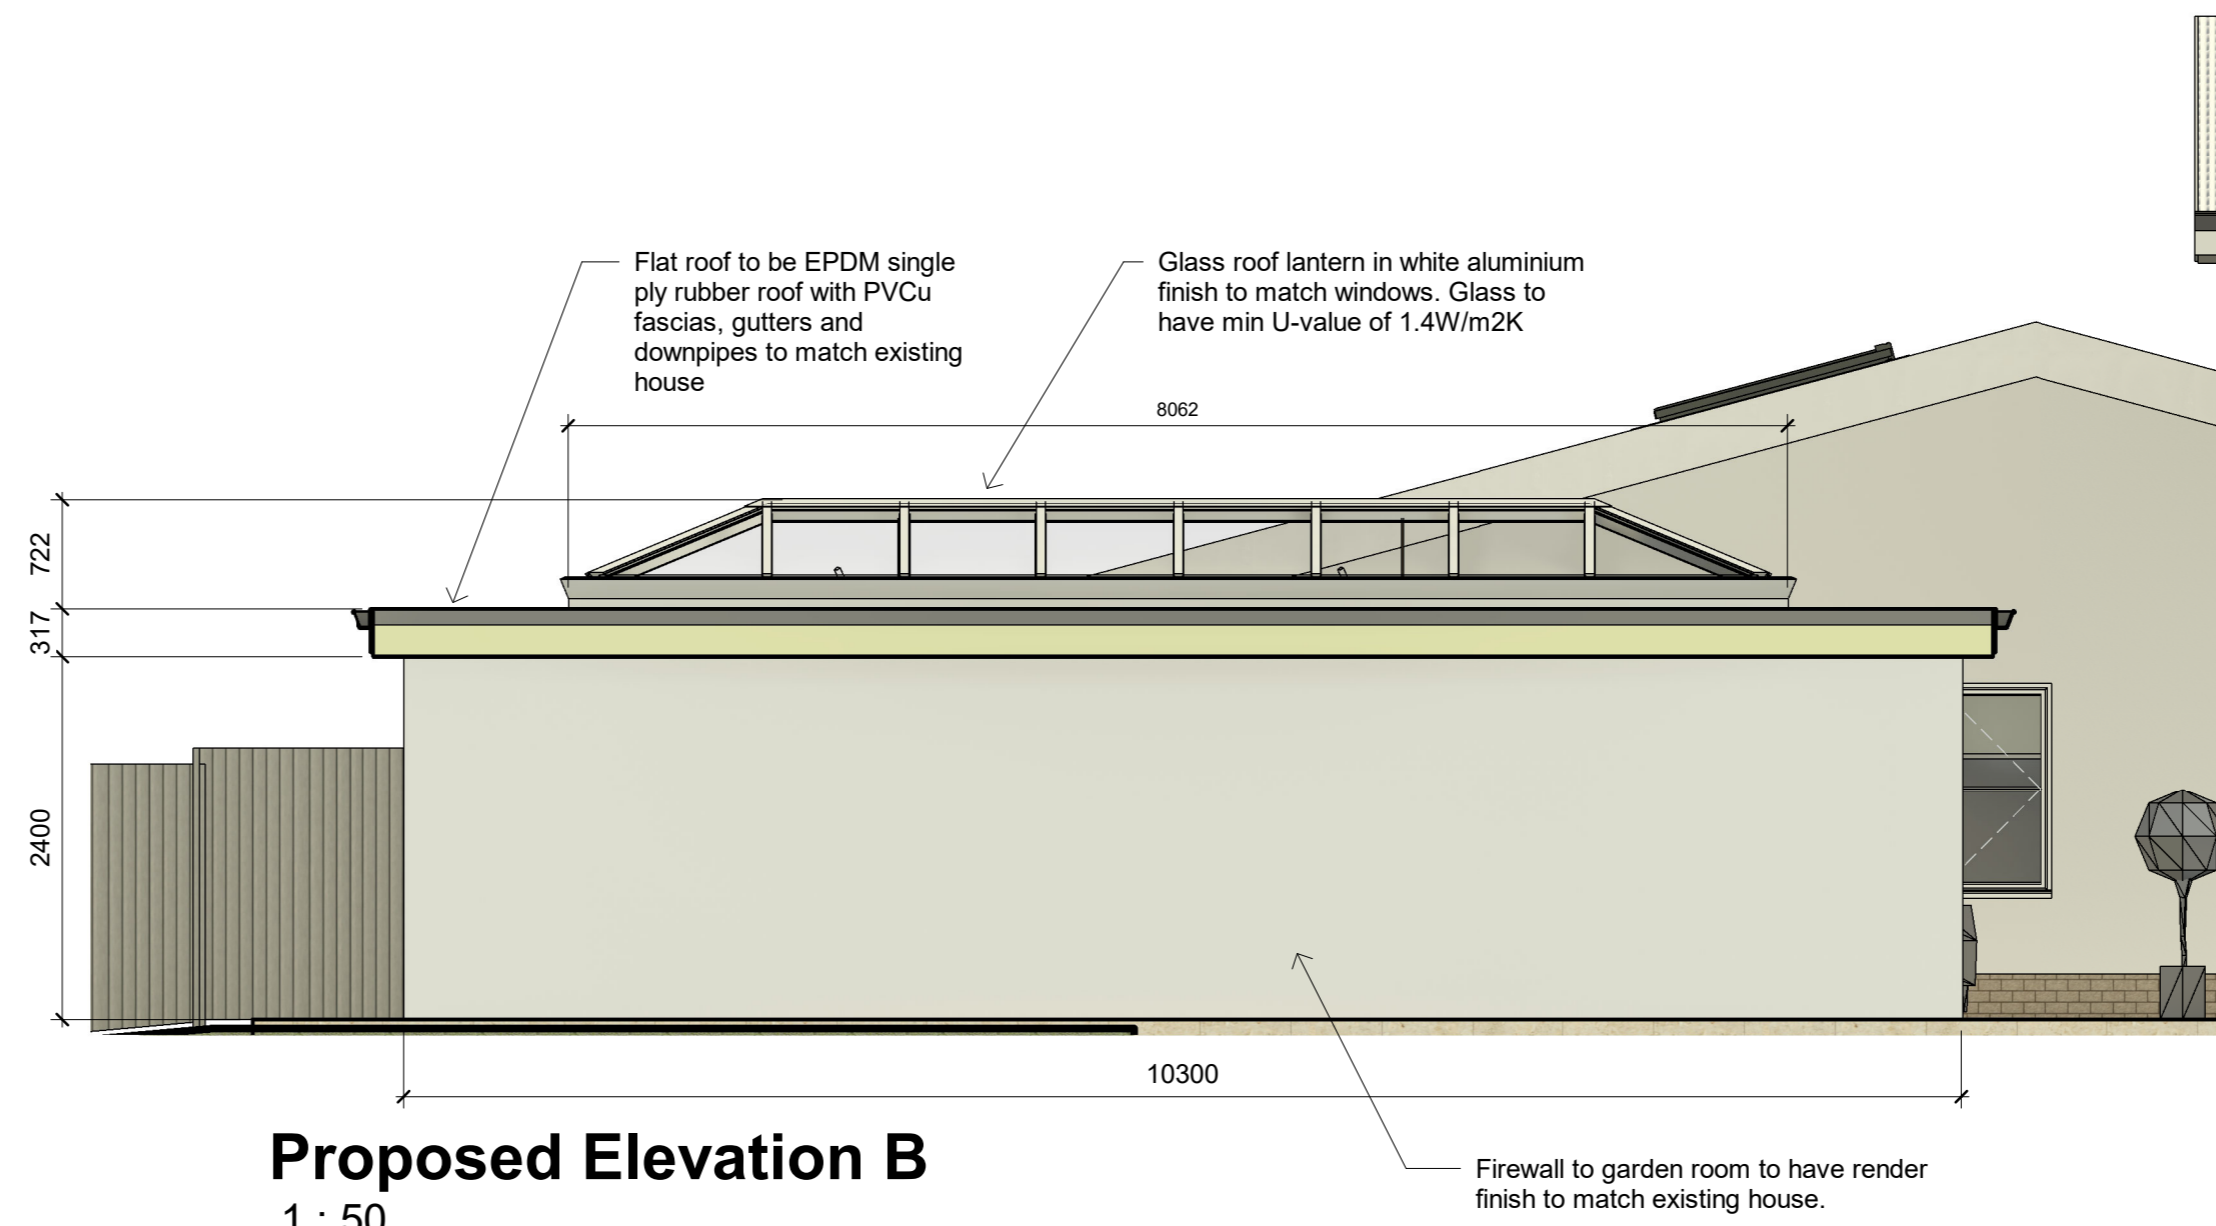 Flat roof to be EPDM single
ply rubber roof with PVCu
fascias, gutters and
downpipes to match existing
house
Glass roof lantern in white aluminium
finish to match windows. Glass to
have min U-value of 1.4W/m2K
8062
722
317
2400
10300
Proposed Elevation B
1 : 50
Firewall to garden room to have render
finish to match existing house.